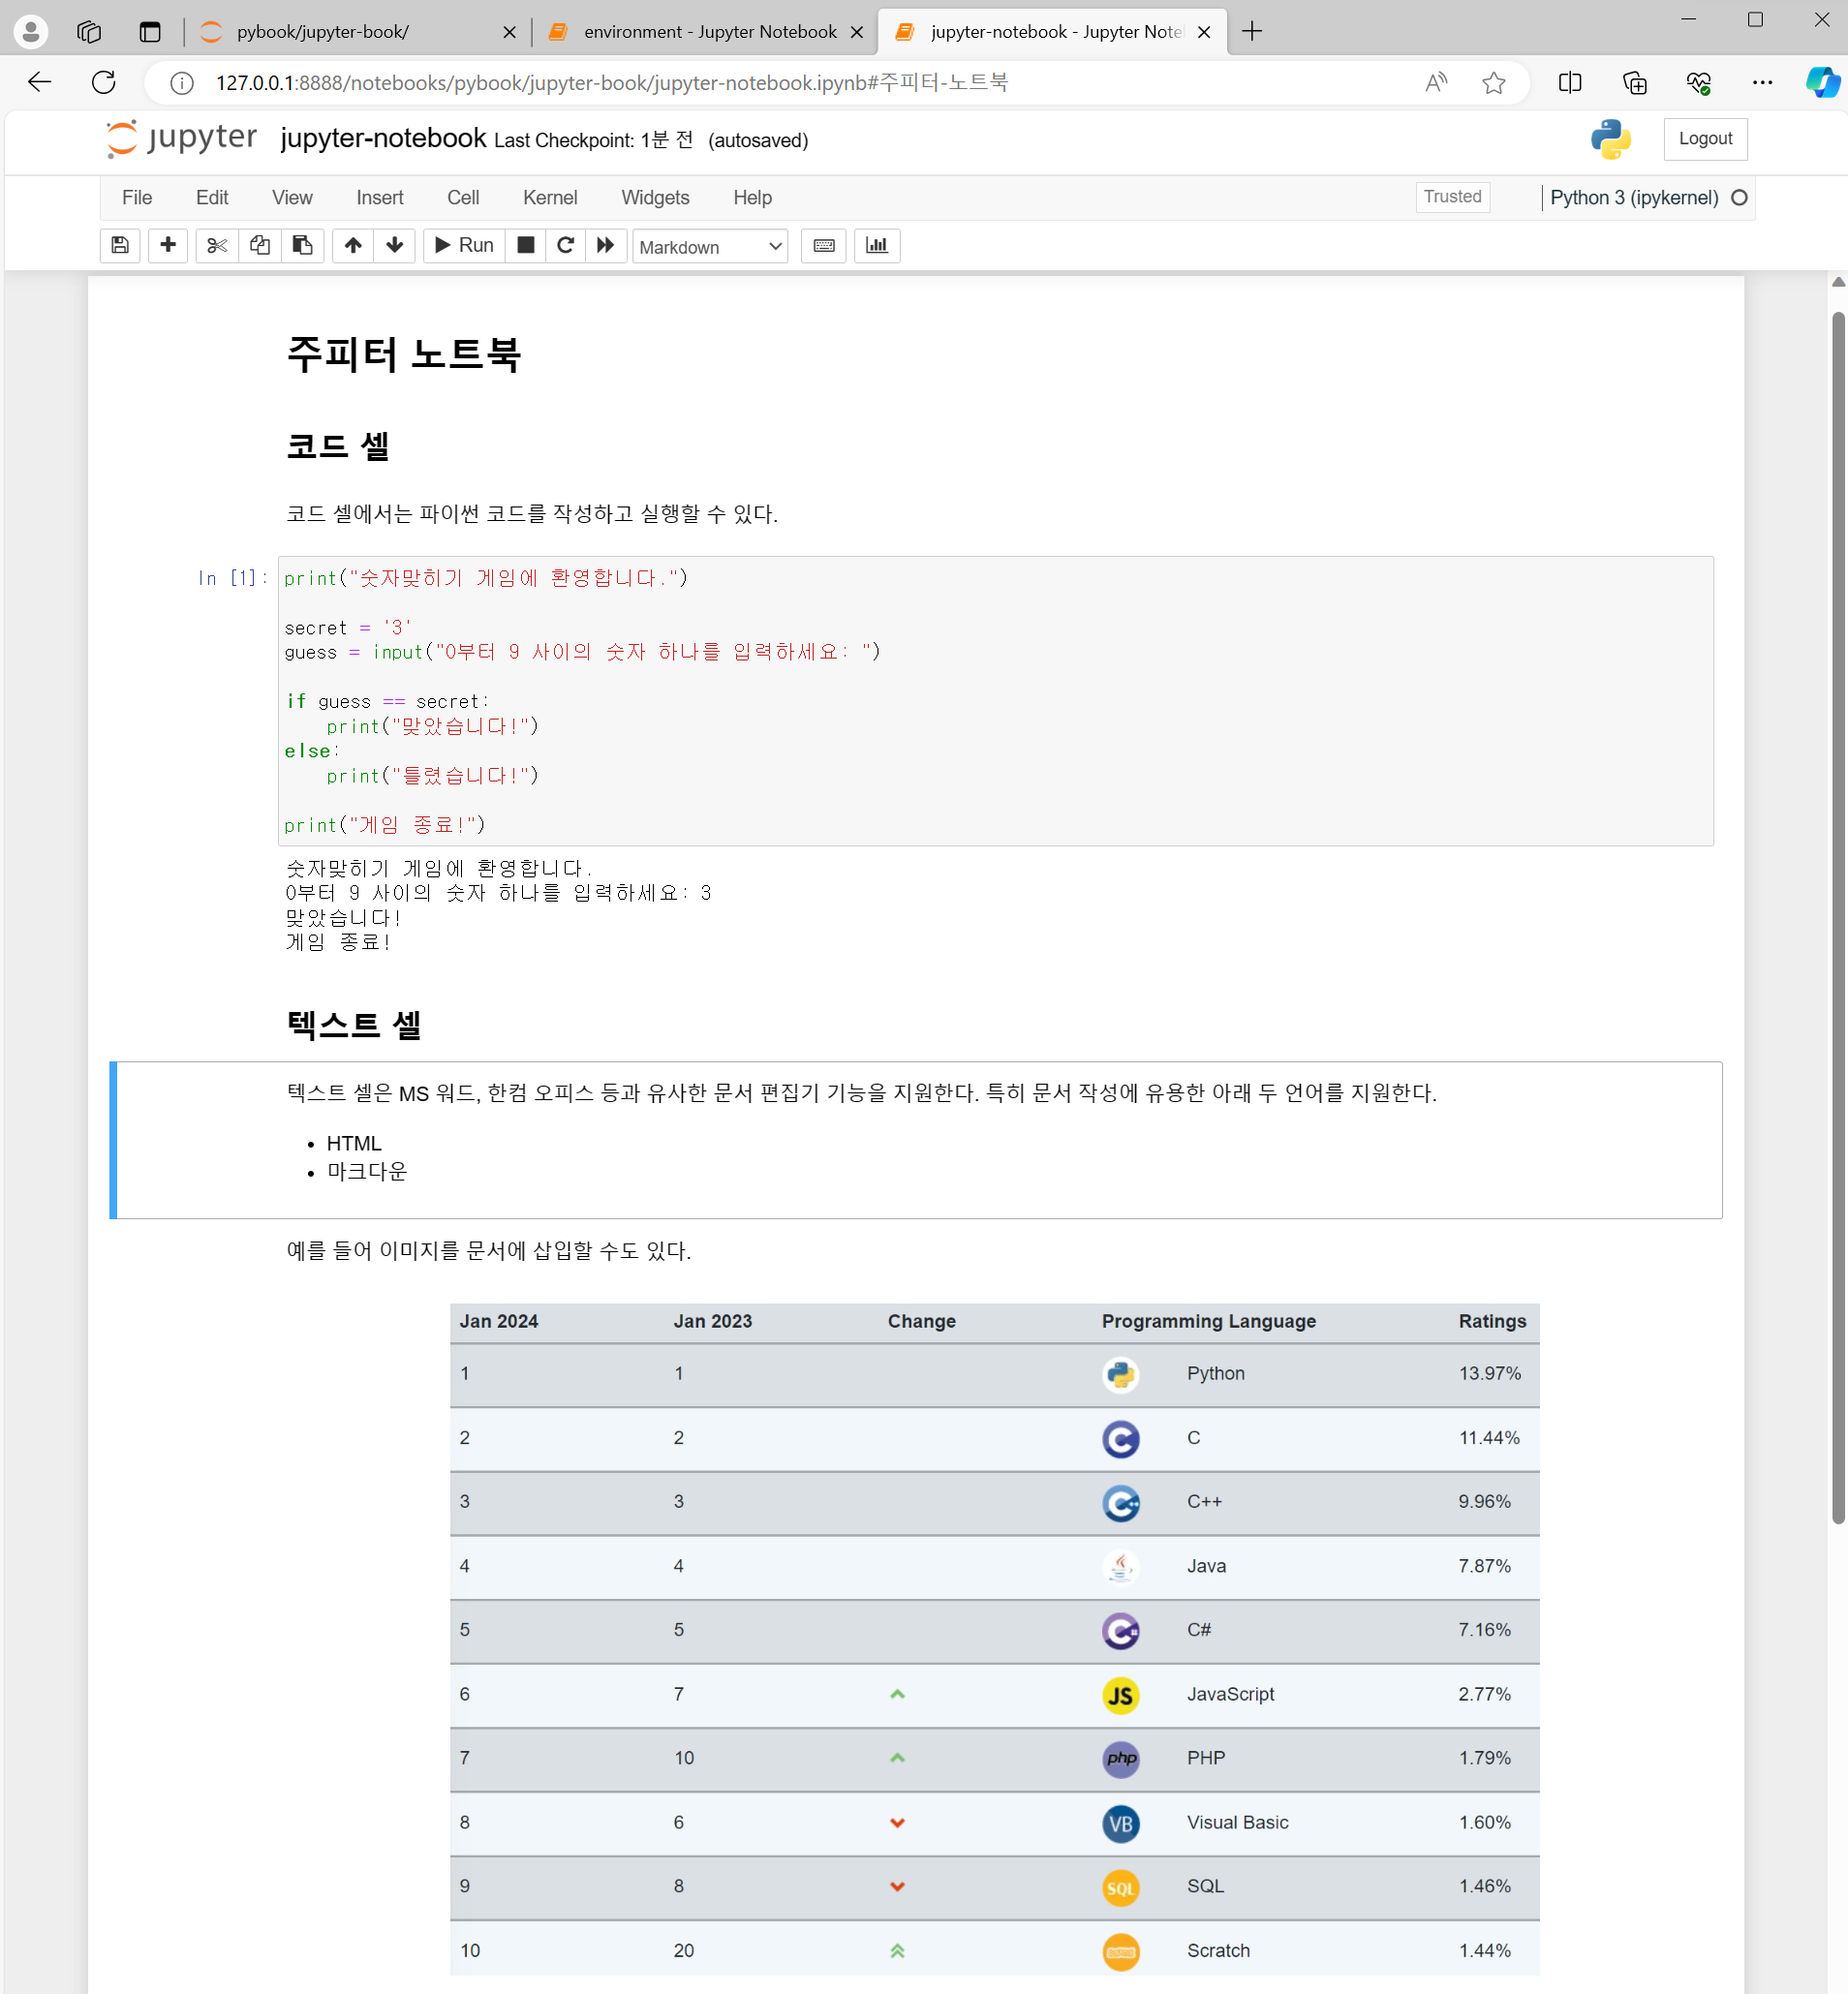 pybook/jupyter-book/
environment - Jupyter Notebook
jupyter-notebook - Jupyter Note
127.0.0.1:8888/notebooks/pybook/jupyter-book/jupyter-notebook.ipynb#주피터-노트북
jupyter jupyter-notebook Last Checkpoint: 1분 전 (autosaved)
Logout
File Edit View Insert Cell Kernel Widgets Help
Trusted
Python 3 (ipykernel)
Run
Markdown
주피터 노트북
코드 셀
코드 셀에서는 파이썬 코드를 작성하고 실행할 수 있다.
In [1]: print("숫자맞히기 게임에 환영합니다.")
secret = '3'
guess = input("0부터 9 사이의 숫자 하나를 입력하세요: ")
if guess == secret:
    print("맞았습니다!")
else:
    print("틀렸습니다!")
print("게임 종료!")
숫자맞히기 게임에 환영합니다.
0부터 9 사이의 숫자 하나를 입력하세요: 3
맞았습니다!
게임 종료!
텍스트 셀
텍스트 셀은 MS 워드, 한컴 오피스 등과 유사한 문서 편집기 기능을 지원한다. 특히 문서 작성에 유용한 아래 두 언어를 지원한다.
• HTML
• 마크다운
예를 들어 이미지를 문서에 삽입할 수도 있다.
Jan 2024 Jan 2023 Change Programming Language Ratings
1 1 Python 13.97%
2 2 C C 11.44%
3 3 C++ C++ 9.96%
4 4 Java 7.87%
5 5 C# C# 7.16%
6 7 JS JavaScript 2.77%
7 10 php PHP 1.79%
8 6 VB Visual Basic 1.60%
9 8 SQL SQL 1.46%
10 20 Scratch 1.44%